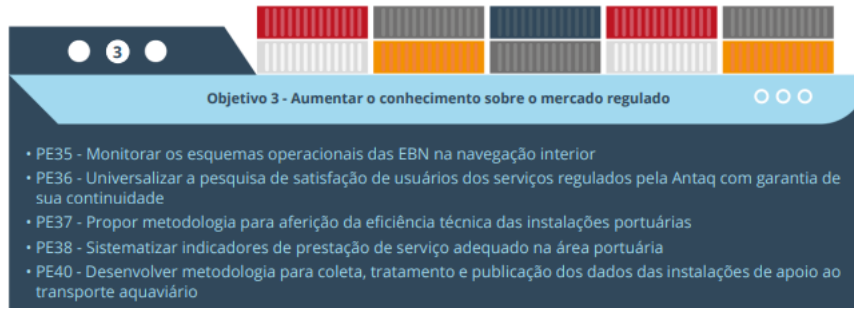 3
Objetivo 3 - Aumentar o conhecimento sobre o mercado regulado
• PE35 - Monitorar os esquemas operacionais das EBN na navegação interior
• PE36 - Universalizar a pesquisa de satisfação de usuários dos serviços regulados pela Antaq com garantia de
sua continuidade
• PE37 - Propor metodologia para aferição da eficiência técnica das instalações portuárias
• PE38 - Sistematizar indicadores de prestação de serviço adequado na área portuária
• PE40 - Desenvolver metodologia para coleta, tratamento e publicação dos dados das instalações de apoio ao
transporte aquaviário